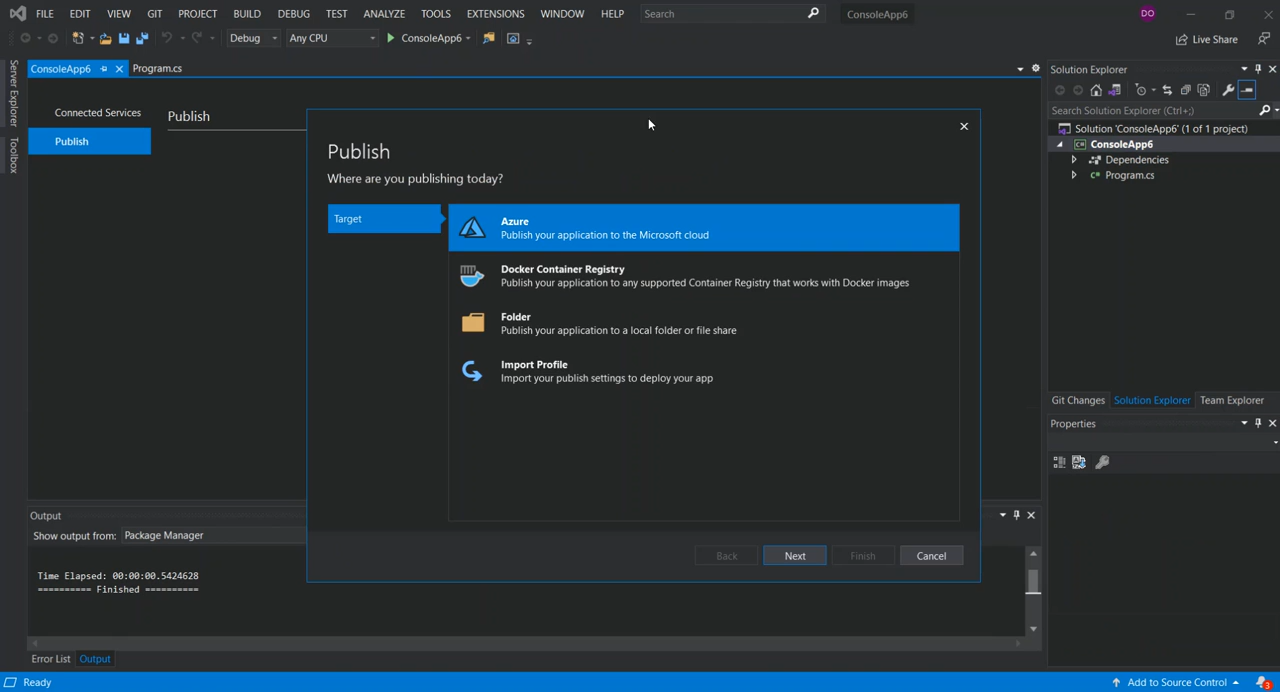 FILE EDIT VIEW GIT PROJECT BUILD DEBUG TEST ANALYZE TOOLS EXTENSIONS WINDOW HELP Search ConsoleApp6 DO
Debug Any CPU ConsoleApp6 Live Share
Server Explorer
Toolbox
ConsoleApp6 Program.cs
Connected Services
Publish
Publish
Publish
Where are you publishing today?
Target
Azure
Publish your application to the Microsoft cloud
Docker Container Registry
Publish your application to any supported Container Registry that works with Docker images
Folder
Publish your application to a local folder or file share
Import Profile
Import your publish settings to deploy your app
Back Next Finish Cancel
Solution Explorer
Search Solution Explorer (Ctrl+;)
Solution 'ConsoleApp6' (1 of 1 project)
ConsoleApp6
Dependencies
C# Program.cs
Git Changes Solution Explorer Team Explorer
Properties
Output
Show output from: Package Manager
Time Elapsed: 00:00:00.5424628
========== Finished ==========
Error List Output
Ready Add to Source Control 3